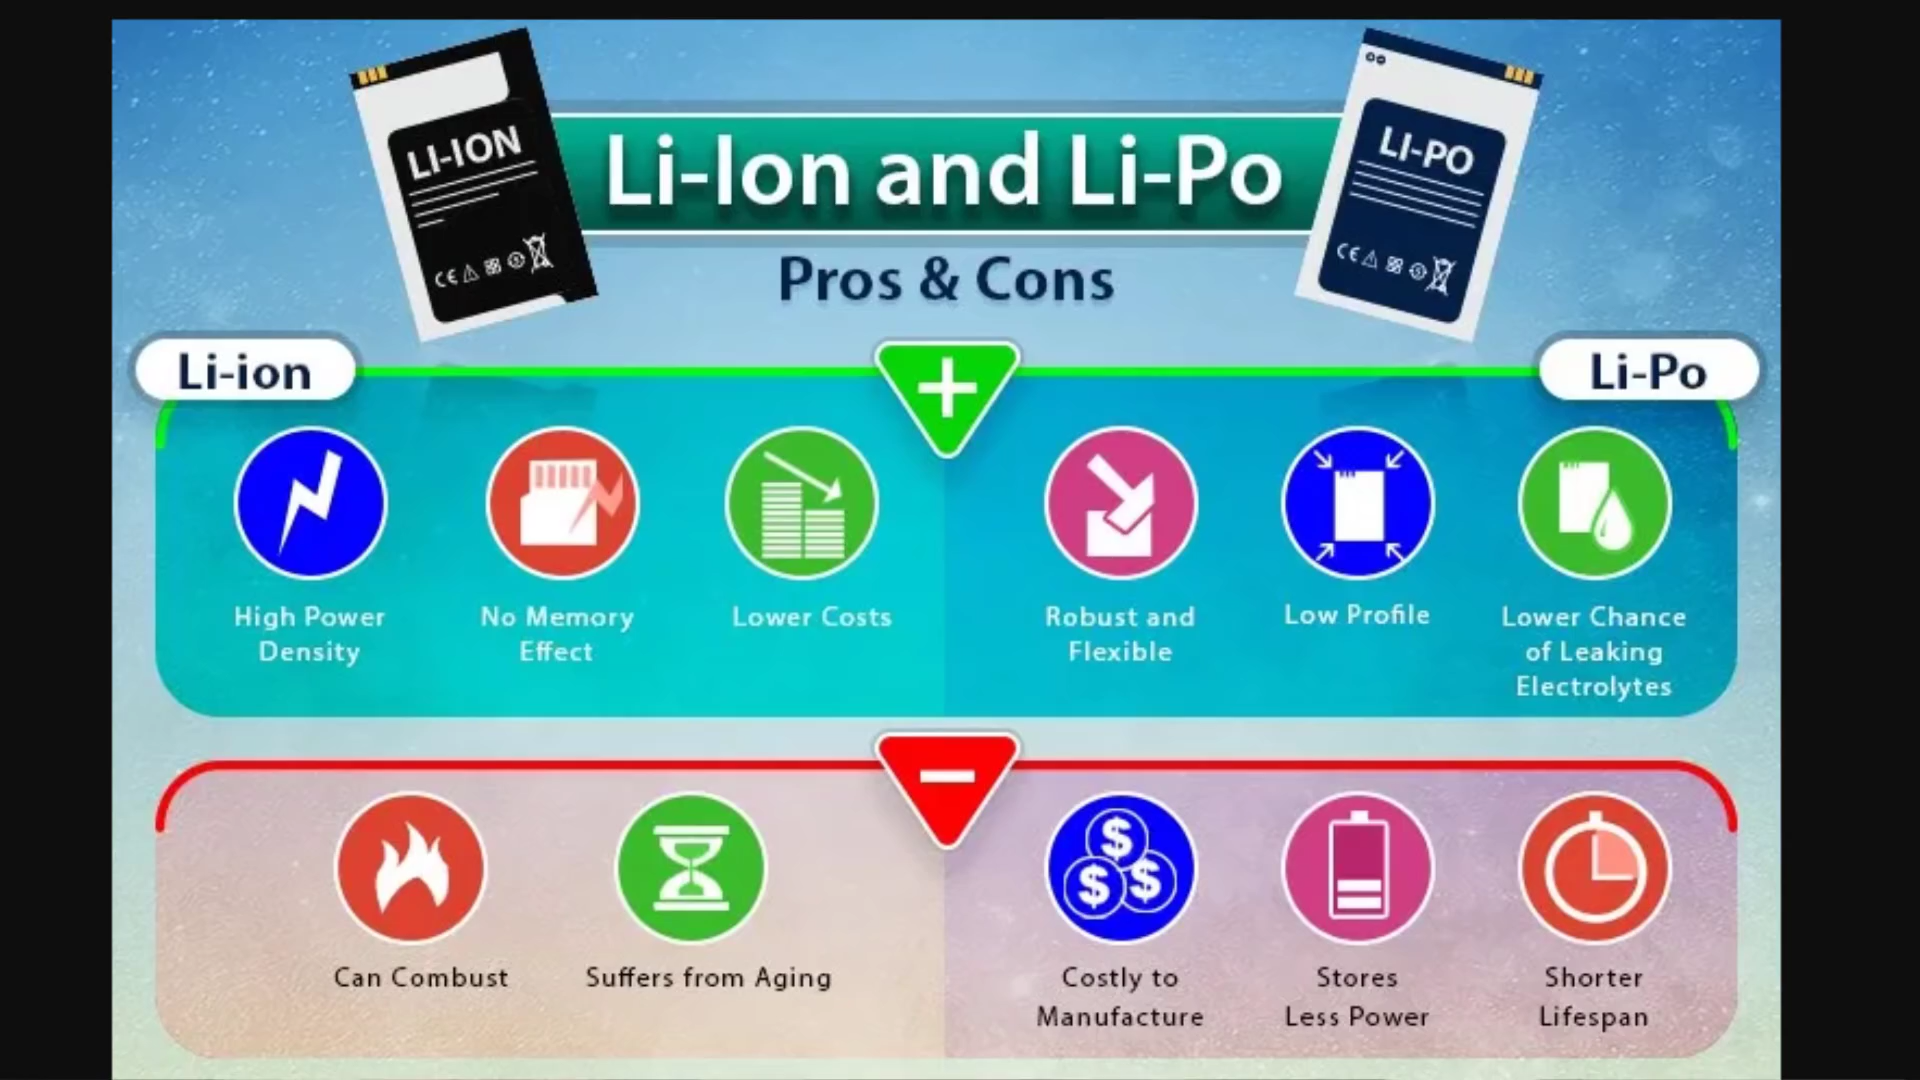 LI-ION
Li-Ion and Li-Po
LI-PO
Pros & Cons
Li-ion
Li-Po
High Power
Density
No Memory
Effect
Lower Costs
Robust and
Flexible
Low Profile
Lower Chance
of Leaking
Electrolytes
Can Combust
Suffers from Aging
Costly to
Manufacture
Stores
Less Power
Shorter
Lifespan